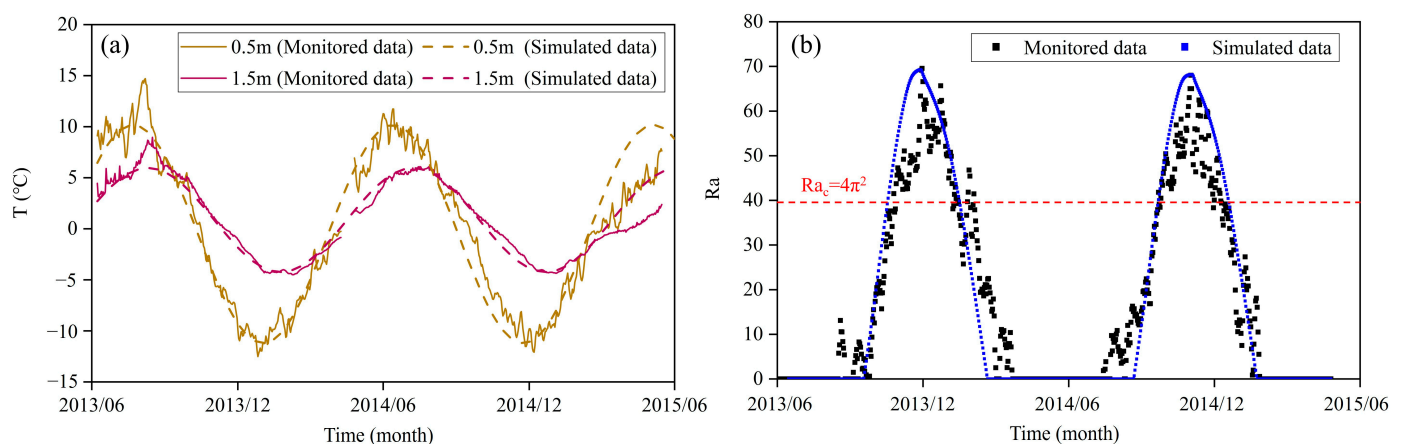 (a)
0.5m (Monitored data) 0.5m (Simulated data)
1.5m (Monitored data) 1.5m (Simulated data)
20
15
10
5
0
−5
−10
−15
T (℃)
2013/06 2013/12 2014/06 2014/12 2015/06
Time (month)
(b)
Monitored data Simulated data
80
70
60
50
40
30
20
10
0
Ra
Rac=4π²
2013/06 2013/12 2014/06 2014/12 2015/06
Time (month)